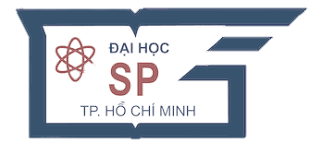 ĐẠI HỌC
SP
TP. HỒ CHÍ MINH